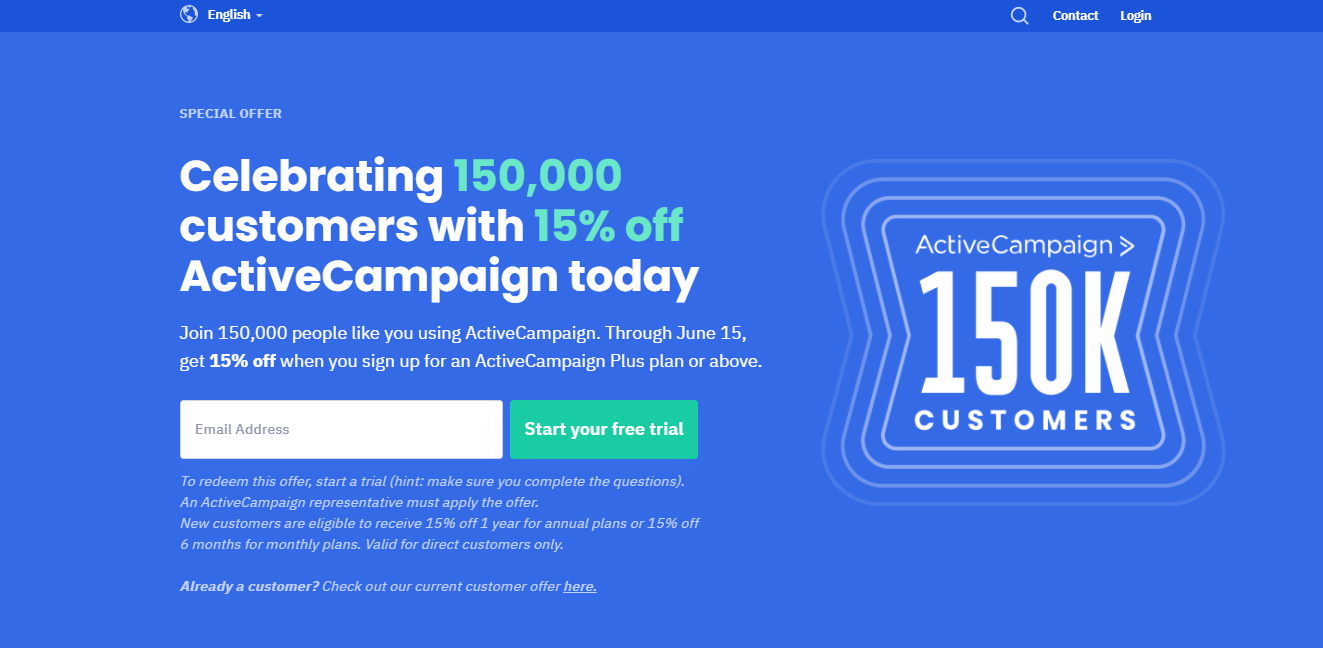 English
Contact Login
SPECIAL OFFER
Celebrating 150,000
customers with 15% off
ActiveCampaign today
Join 150,000 people like you using ActiveCampaign. Through June 15,
get 15% off when you sign up for an ActiveCampaign Plus plan or above.
Email Address
Start your free trial
To redeem this offer, start a trial (hint: make sure you complete the questions).
An ActiveCampaign representative must apply the offer.
New customers are eligible to receive 15% off 1 year for annual plans or 15% off
6 months for monthly plans. Valid for direct customers only.
Already a customer? Check out our current customer offer here.
ActiveCampaign
150K
CUSTOMERS